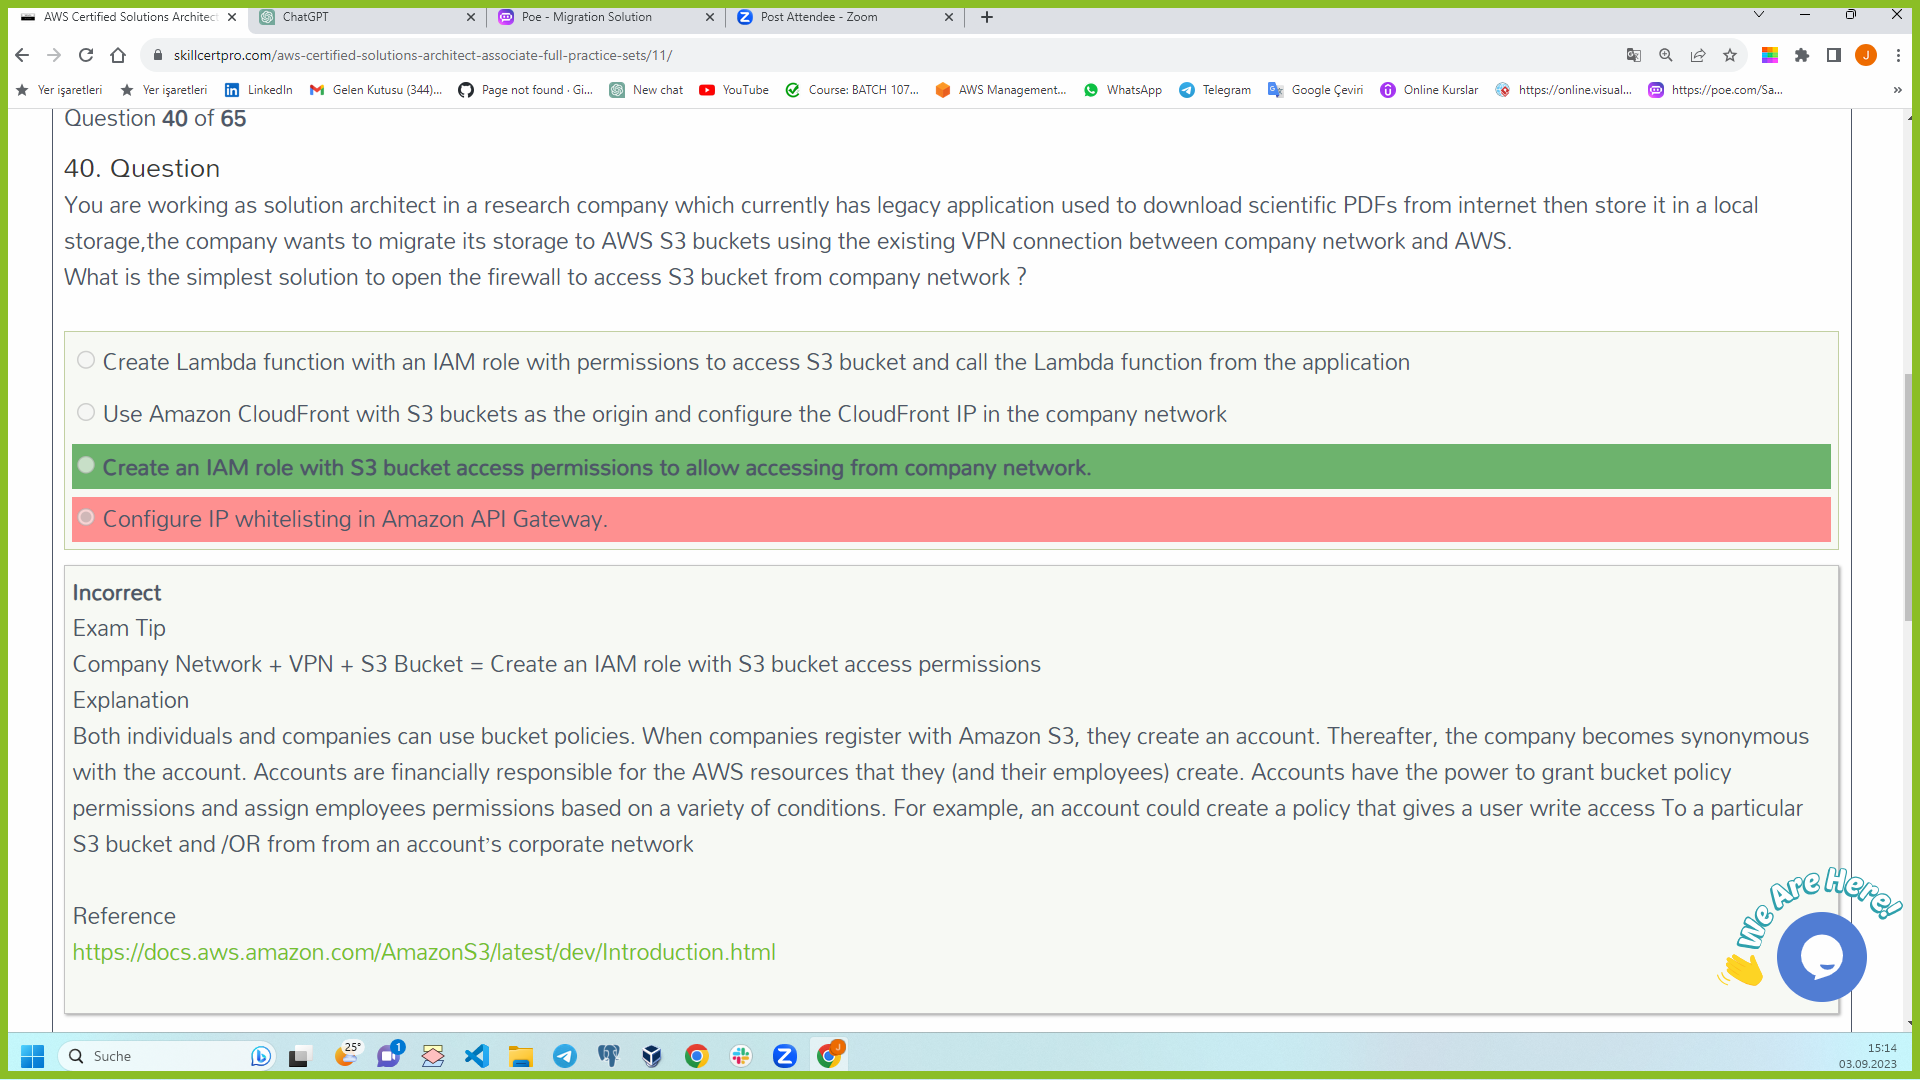 AWS Certified Solutions Architect
ChatGPT
Poe - Migration Solution
Post Attendee - Zoom
skillcertpro.com/aws-certified-solutions-architect-associate-full-practice-sets/11/
J
Yer işaretleri
Yer işaretleri
LinkedIn
Gelen Kutusu (344)...
Page not found · Gi...
New chat
YouTube
Course: BATCH 107...
AWS Management...
WhatsApp
Telegram
Google Çeviri
Online Kurslar
https://online.visual...
https://poe.com/Sa...
Question 40 of 65
40. Question
You are working as solution architect in a research company which currently has legacy application used to download scientific PDFs from internet then store it in a local
storage,the company wants to migrate its storage to AWS S3 buckets using the existing VPN connection between company network and AWS.
What is the simplest solution to open the firewall to access S3 bucket from company network ?
Create Lambda function with an IAM role with permissions to access S3 bucket and call the Lambda function from the application
Use Amazon CloudFront with S3 buckets as the origin and configure the CloudFront IP in the company network
Create an IAM role with S3 bucket access permissions to allow accessing from company network.
Configure IP whitelisting in Amazon API Gateway.
Incorrect
Exam Tip
Company Network + VPN + S3 Bucket = Create an IAM role with S3 bucket access permissions
Explanation
Both individuals and companies can use bucket policies. When companies register with Amazon S3, they create an account. Thereafter, the company becomes synonymous
with the account. Accounts are financially responsible for the AWS resources that they (and their employees) create. Accounts have the power to grant bucket policy
permissions and assign employees permissions based on a variety of conditions. For example, an account could create a policy that gives a user write access To a particular
S3 bucket and /OR from from an account’s corporate network
Reference
https://docs.aws.amazon.com/AmazonS3/latest/dev/Introduction.html
We Are Here!
Suche
25°
1
J
15:14
03.09.2023